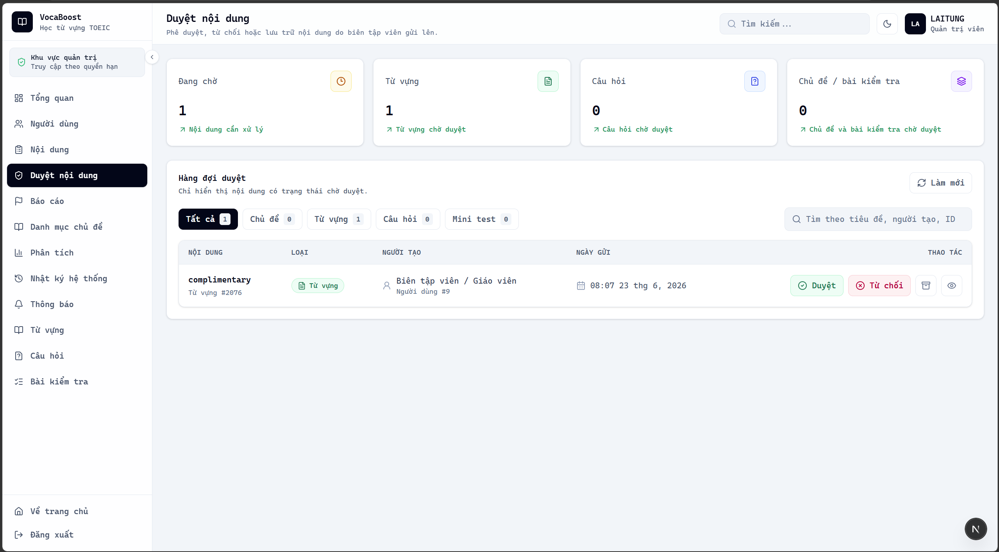 VocaBoost
Học từ vựng TOEIC
Khu vực quản trị
Truy cập theo quyền hạn
Tổng quan
Người dùng
Nội dung
Duyệt nội dung
Báo cáo
Danh mục chủ đề
Phân tích
Nhật ký hệ thống
Thông báo
Từ vựng
Câu hỏi
Bài kiểm tra
Về trang chủ
Đăng xuất
Duyệt nội dung
Phê duyệt, từ chối hoặc lưu trữ nội dung do biên tập viên gửi lên.
Tìm kiếm...
LA
LAITUNG
Quản trị viên
Đang chờ
1
Nội dung cần xử lý
Từ vựng
1
Từ vựng chờ duyệt
Câu hỏi
0
Câu hỏi chờ duyệt
Chủ đề / bài kiểm tra
0
Chủ đề và bài kiểm tra chờ duyệt
Hàng đợi duyệt
Chỉ hiển thị nội dung có trạng thái chờ duyệt.
Làm mới
Tất cả 1
Chủ đề 0
Từ vựng 1
Câu hỏi 0
Mini test 0
Tìm theo tiêu đề, người tạo, ID
NỘI DUNG LOẠI NGƯỜI TẠO NGÀY GỬI THAO TÁC
complimentary
Từ vựng #2076
Từ vựng
Biên tập viên / Giáo viên
Người dùng #9
08:07 23 thg 6, 2026
Duyệt
Từ chối
N